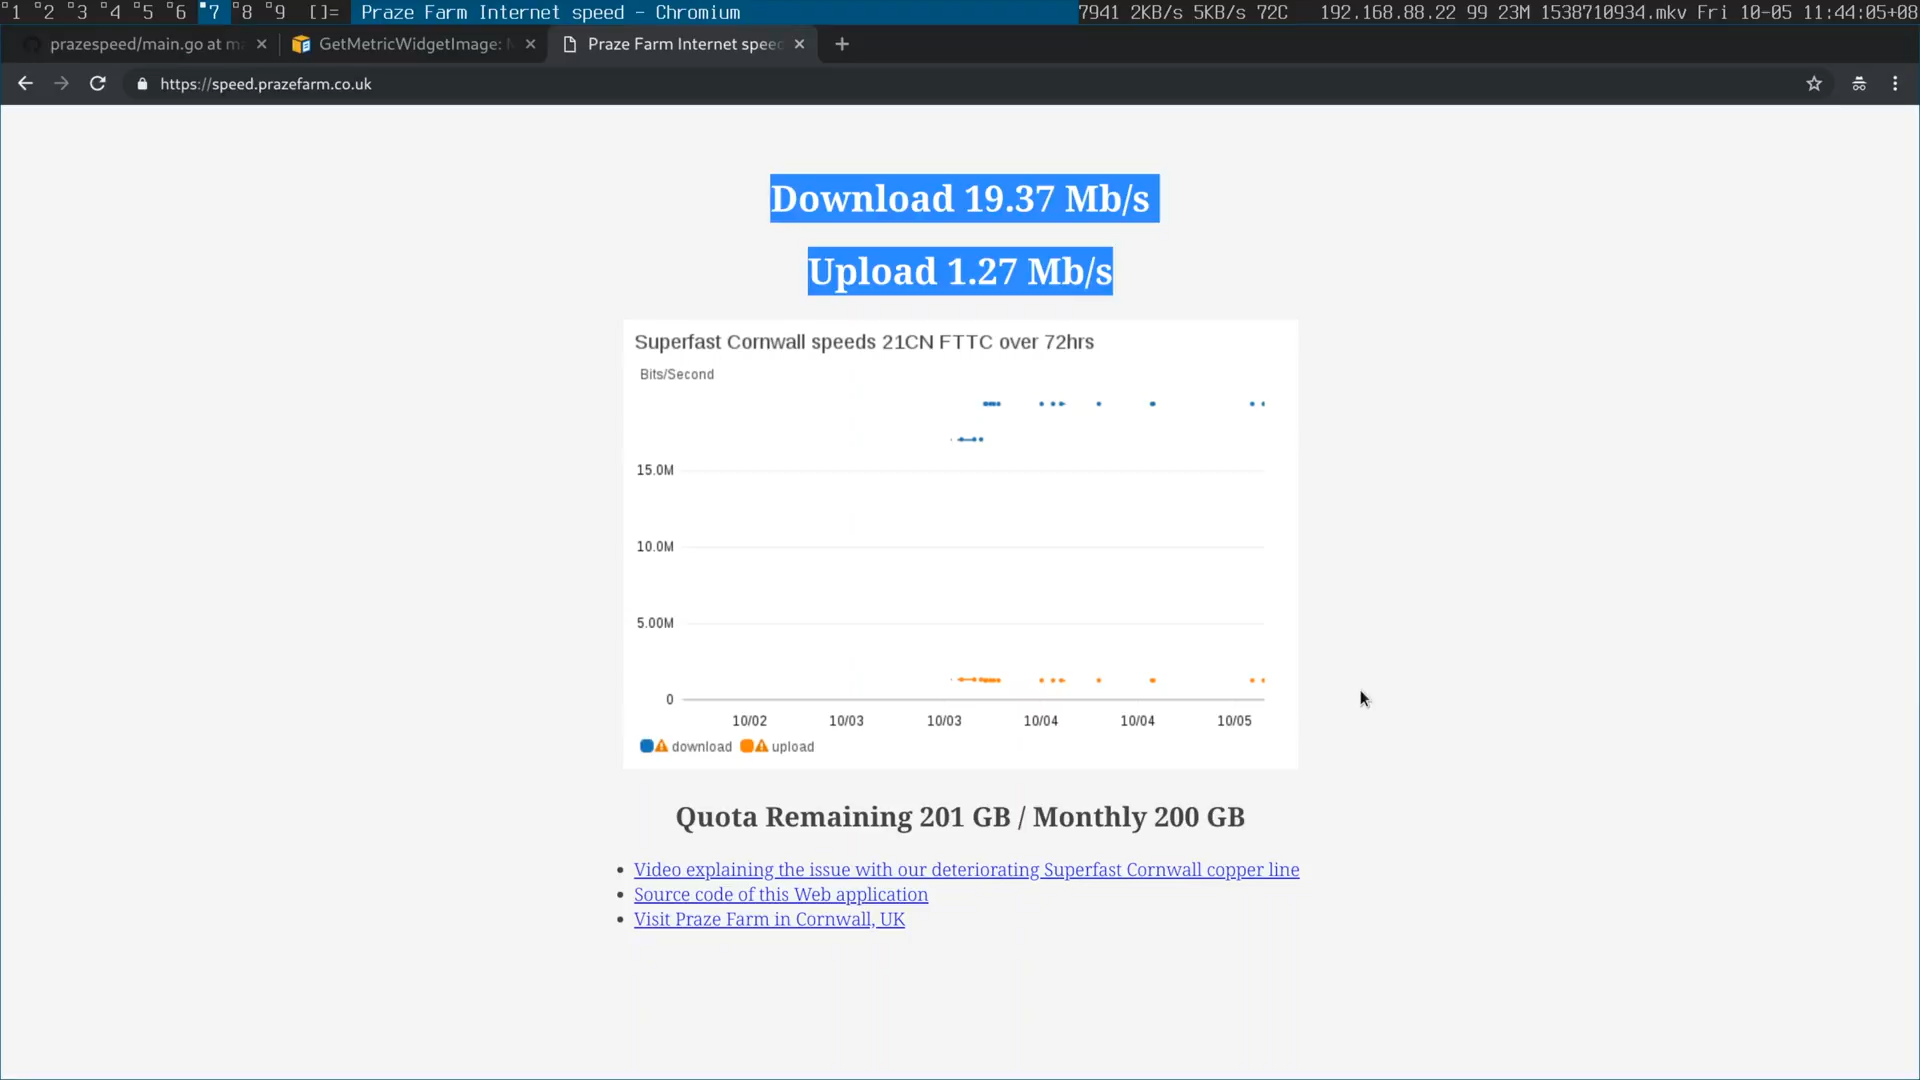 1 2 3 4 5 6 7 8 9 []= Praze Farm Internet speed - Chromium 7941 2KB/s 5KB/s 72C 192.168.88.22 99 23M 1538710934.mkv Fri 10-05 11:44:05+08
prazespeed/main.go at m GetMetricWidgetImage: Praze Farm Internet speed
https://speed.prazefarm.co.uk
Download 19.37 Mb/s
Upload 1.27 Mb/s
Superfast Cornwall speeds 21CN FTTC over 72hrs
Bits/Second
15.0M
10.0M
5.00M
0
10/02 10/03 10/03 10/04 10/04 10/05
download upload
Quota Remaining 201 GB / Monthly 200 GB
• Video explaining the issue with our deteriorating Superfast Cornwall copper line
• Source code of this Web application
• Visit Praze Farm in Cornwall, UK